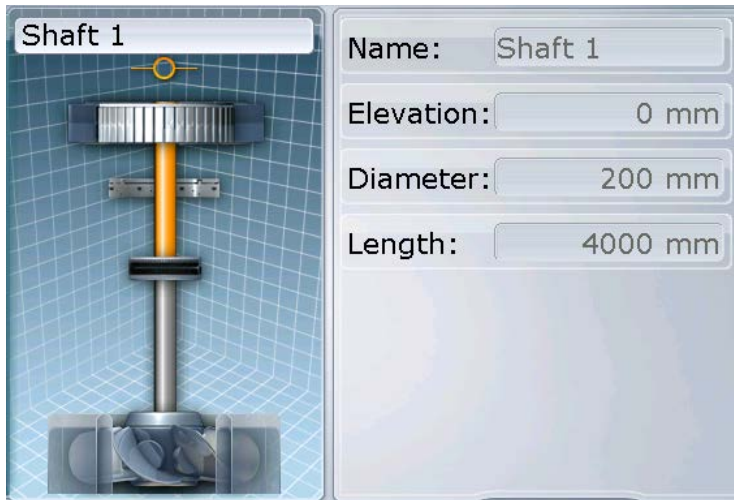 Shaft 1
Name: Shaft 1
Elevation: 0 mm
Diameter: 200 mm
Length: 4000 mm